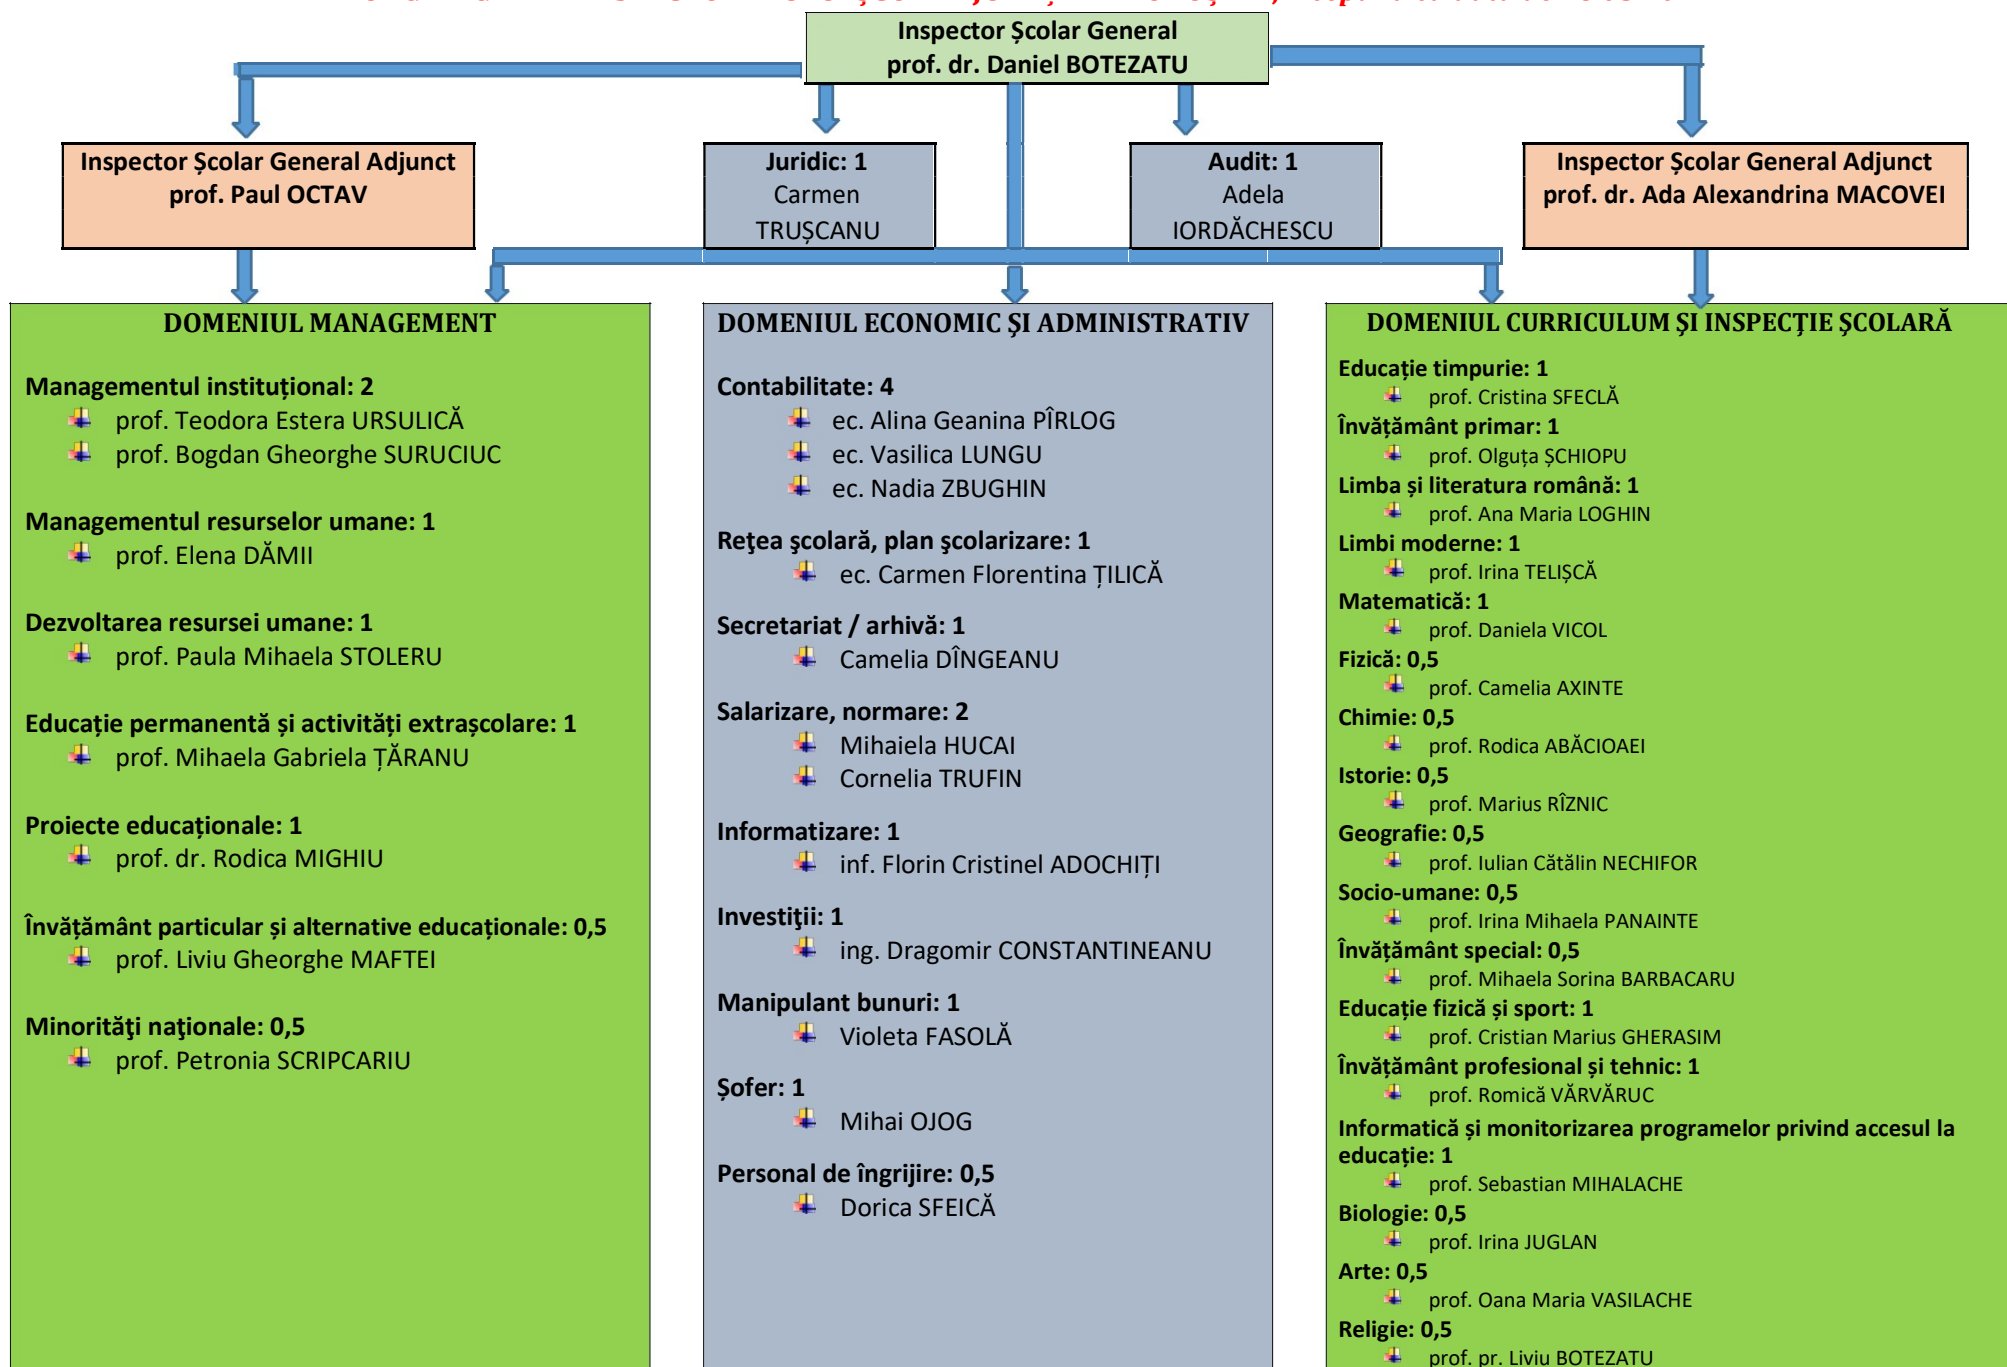 Inspector Școlar General
prof. dr. Daniel BOTEZATU
Inspector Școlar General Adjunct
prof. Paul OCTAV
Juridic: 1
Carmen
TRUȘCANU
Audit: 1
Adela
IORDĂCHESCU
Inspector Școlar General Adjunct
prof. dr. Ada Alexandrina MACOVEI
DOMENIUL MANAGEMENT
Managementul instituțional: 2
prof. Teodora Estera URSULICĂ
prof. Bogdan Gheorghe SURUCIUC
Managementul resurselor umane: 1
prof. Elena DĂMII
Dezvoltarea resursei umane: 1
prof. Paula Mihaela STOLERU
Educație permanentă și activități extrașcolare: 1
prof. Mihaela Gabriela ȚĂRANU
Proiecte educaționale: 1
prof. dr. Rodica MIGHIU
Învățământ particular și alternative educaționale: 0,5
prof. Liviu Gheorghe MAFTEI
Minorităţi naţionale: 0,5
prof. Petronia SCRIPCARIU
DOMENIUL ECONOMIC ŞI ADMINISTRATIV
Contabilitate: 4
ec. Alina Geanina PÎRLOG
ec. Vasilica LUNGU
ec. Nadia ZBUGHIN
Reţea şcolară, plan şcolarizare: 1
ec. Carmen Florentina ȚILICĂ
Secretariat / arhivă: 1
Camelia DÎNGEANU
Salarizare, normare: 2
Mihaiela HUCAI
Cornelia TRUFIN
Informatizare: 1
inf. Florin Cristinel ADOCHIȚI
Investiţii: 1
ing. Dragomir CONSTANTINEANU
Manipulant bunuri: 1
Violeta FASOLĂ
Șofer: 1
Mihai OJOG
Personal de îngrijire: 0,5
Dorica SFEICĂ
DOMENIUL CURRICULUM ŞI INSPECŢIE ŞCOLARĂ
Educație timpurie: 1
prof. Cristina SFECLĂ
Învățământ primar: 1
prof. Olguța ȘCHIOPU
Limba și literatura română: 1
prof. Ana Maria LOGHIN
Limbi moderne: 1
prof. Irina TELIȘCĂ
Matematică: 1
prof. Daniela VICOL
Fizică: 0,5
prof. Camelia AXINTE
Chimie: 0,5
prof. Rodica ABĂCIOAEI
Istorie: 0,5
prof. Marius RÎZNIC
Geografie: 0,5
prof. Iulian Cătălin NECHIFOR
Socio-umane: 0,5
prof. Irina Mihaela PANAINTE
Învățământ special: 0,5
prof. Mihaela Sorina BARBACARU
Educație fizică și sport: 1
prof. Cristian Marius GHERASIM
Învățământ profesional și tehnic: 1
prof. Romică VĂRVĂRUC
Informatică și monitorizarea programelor privind accesul la
educație: 1
prof. Sebastian MIHALACHE
Biologie: 0,5
prof. Irina JUGLAN
Arte: 0,5
prof. Oana Maria VASILACHE
Religie: 0,5
prof. pr. Liviu BOTEZATU